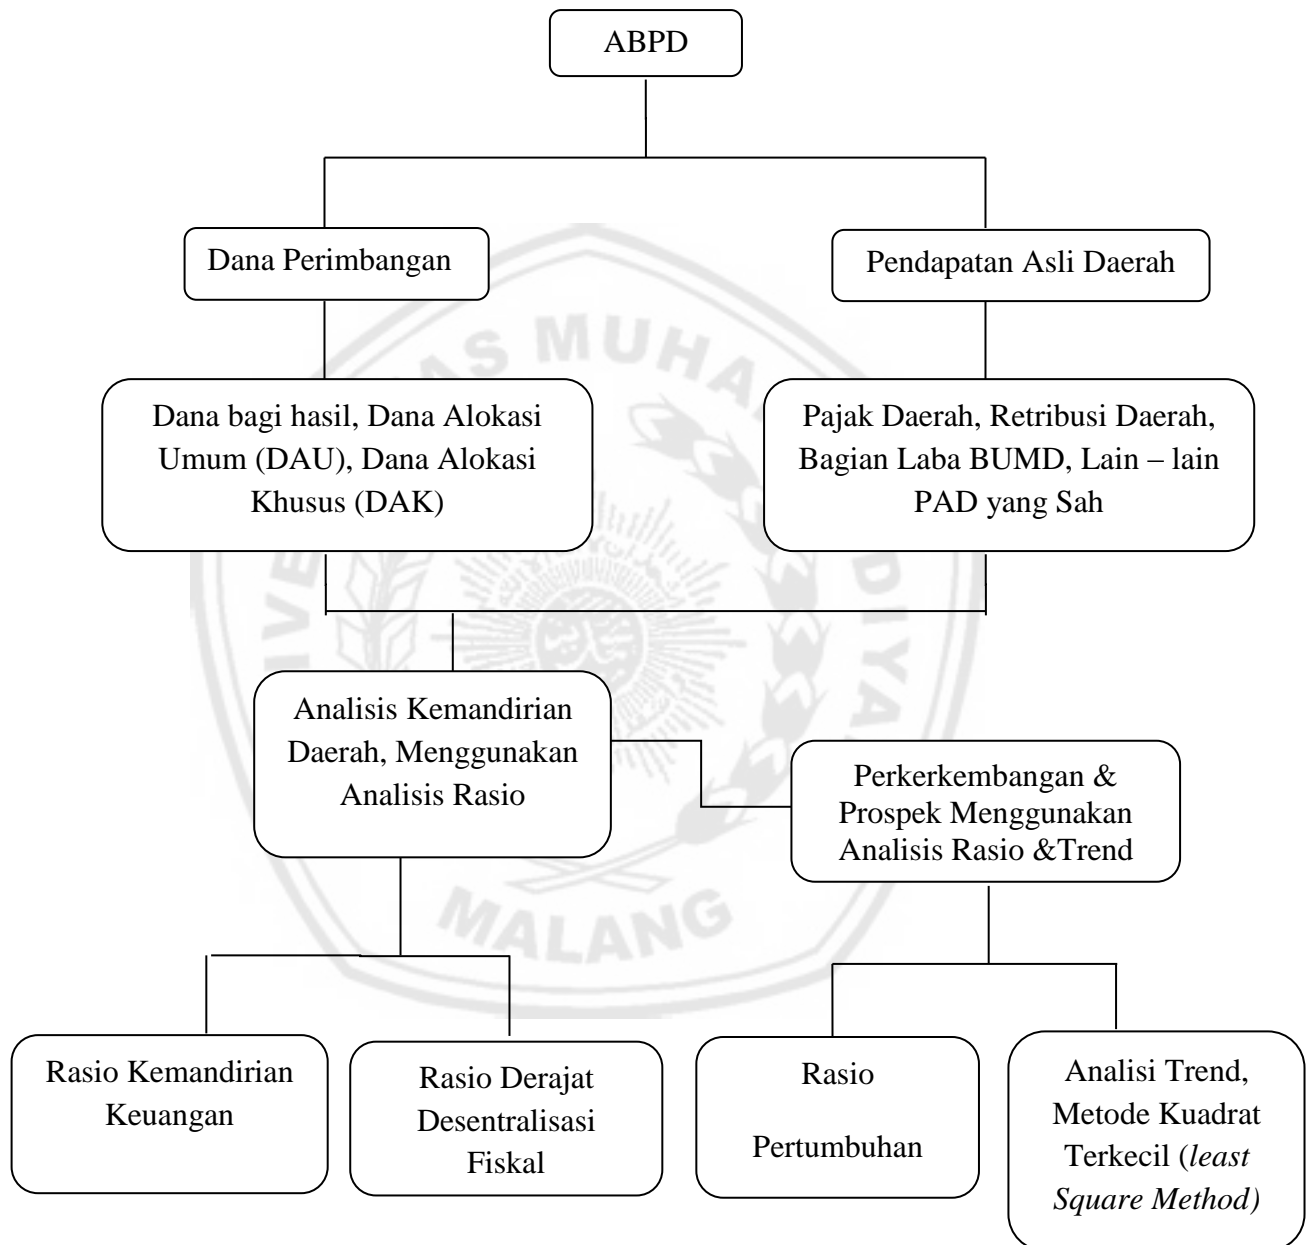 ABPD
Dana Perimbangan
Pendapatan Asli Daerah
Dana bagi hasil, Dana Alokasi
Umum (DAU), Dana Alokasi
Khusus (DAK)
Pajak Daerah, Retribusi Daerah,
Bagian Laba BUMD, Lain – lain
PAD yang Sah
Analisis Kemandirian
Daerah, Menggunakan
Analisis Rasio
Perkerkembangan &
Prospek Menggunakan
Analisis Rasio &Trend
Rasio Kemandirian
Keuangan
Rasio Derajat
Desentralisasi
Fiskal
Rasio
Pertumbuhan
Analisi Trend,
Metode Kuadrat
Terkecil (least
Square Method)
MALANG